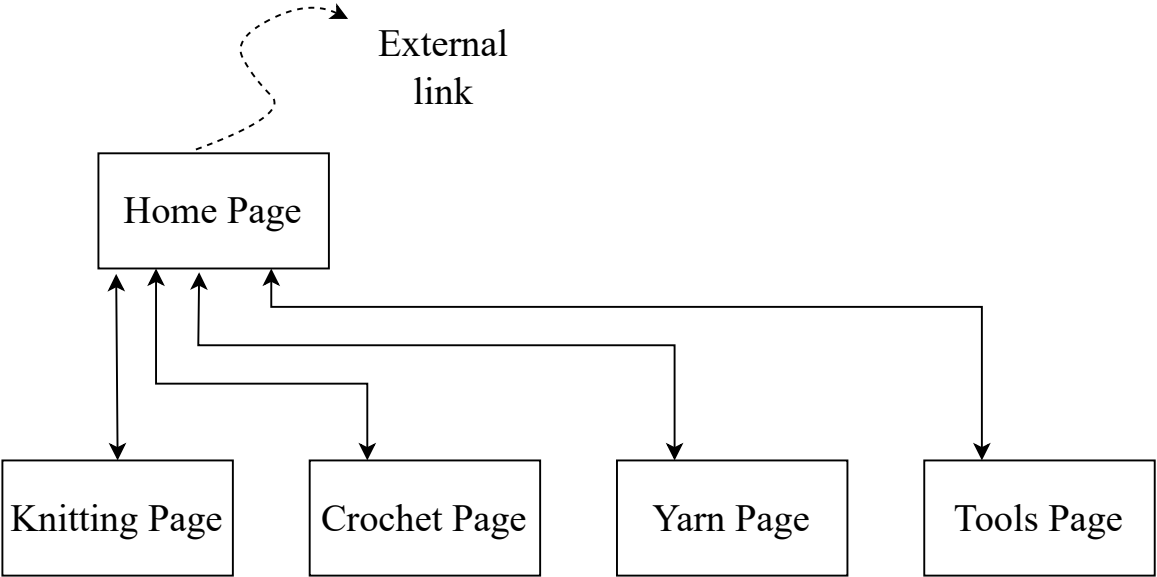 External
link
Home Page
Knitting Page
Crochet Page
Yarn Page
Tools Page